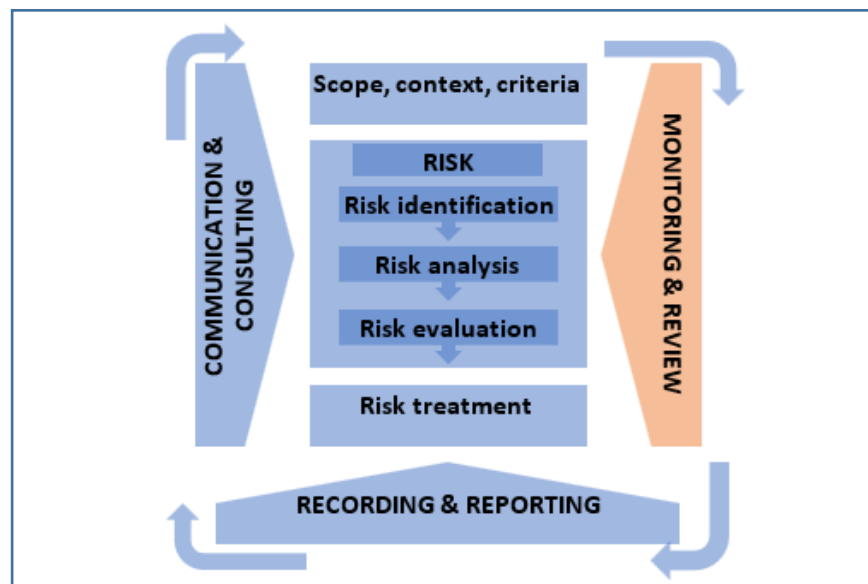 Scope, context, criteria
RISK
Risk identification
Risk analysis
Risk evaluation
Risk treatment
COMMUNICATION &
CONSULTING
MONITORING & REVIEW
RECORDING & REPORTING